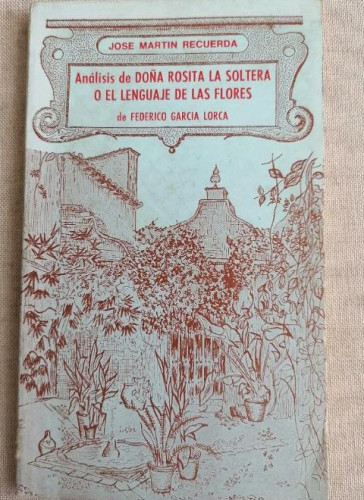 JOSE MARTIN RECUERDA
Análisis de DOÑA ROSITA LA SOLTERA
O EL LENGUAJE DE LAS FLORES
de FEDERICO GARCIA LORCA